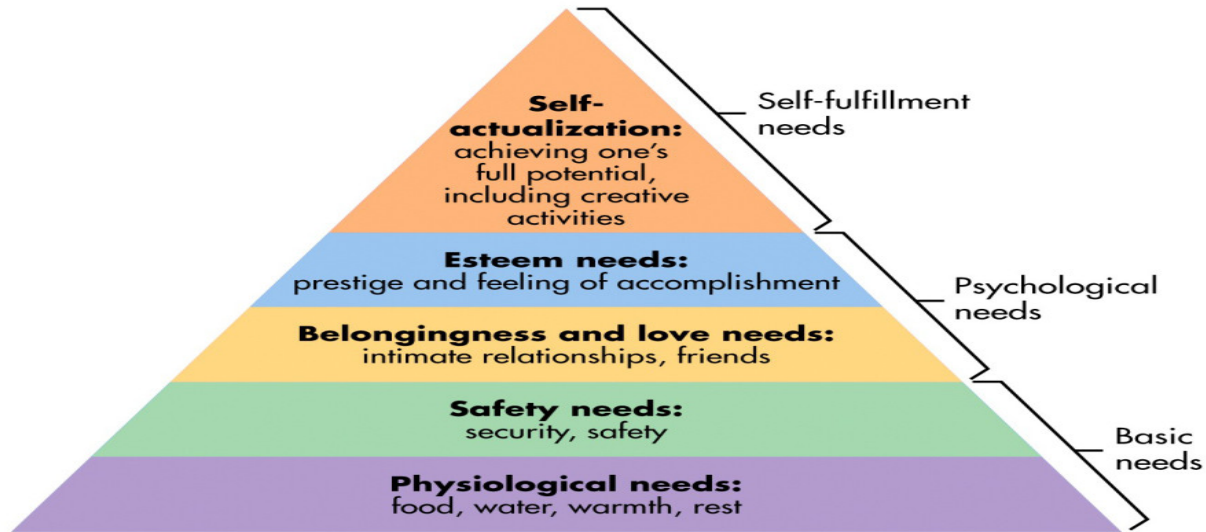 Self-
actualization:
achieving one's
full potential,
including creative
activities
Self-fulfillment
needs
Esteem needs:
prestige and feeling of accomplishment
Psychological
needs
Belongingness and love needs:
intimate relationships, friends
Safety needs:
security, safety
Basic
needs
Physiological needs:
food, water, warmth, rest